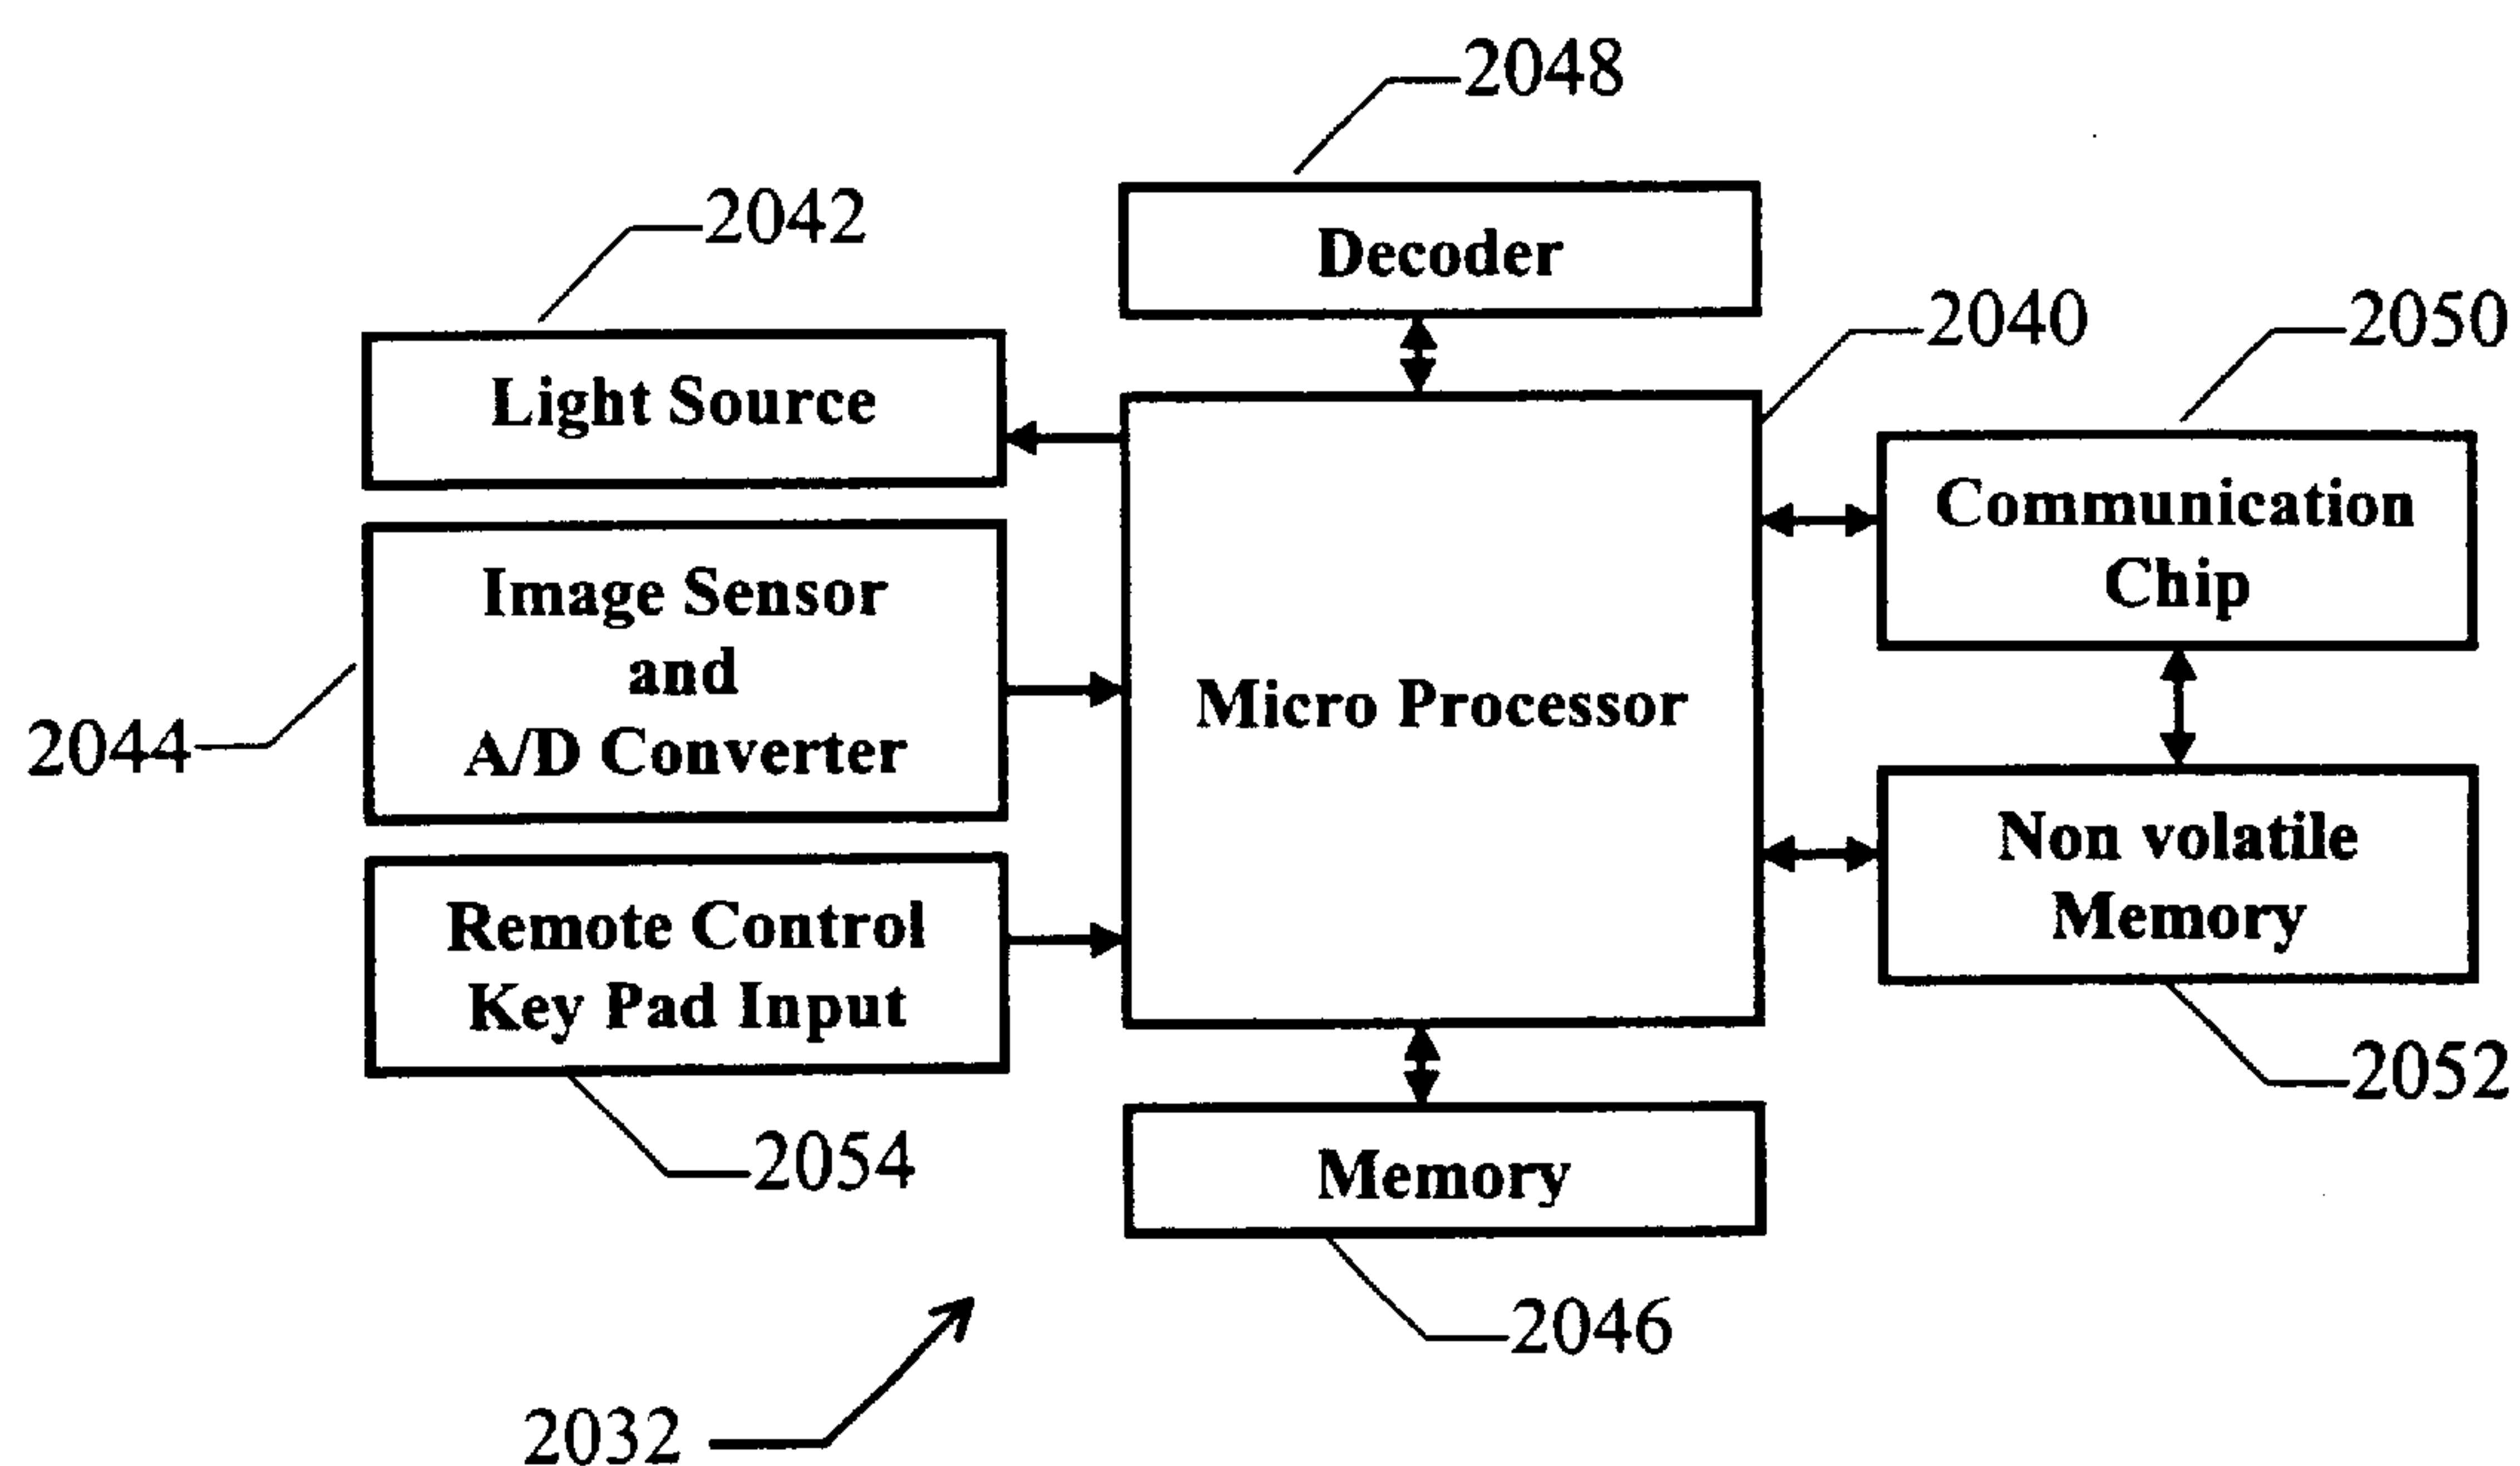 2048
2042
Decoder
2040
2050
Light Source
Communication
Chip
Image Sensor
and
A/D Converter
2044
Micro Processor
Non volatile
Memory
Remote Control
Key Pad Input
2052
2054
Memory
2046
2032